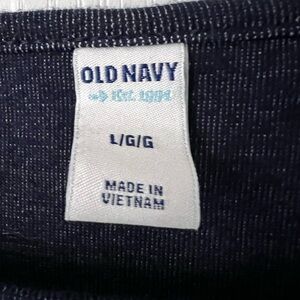 OLD NAVY
Est. 1994
L/G/G
MADE IN
VIETNAM